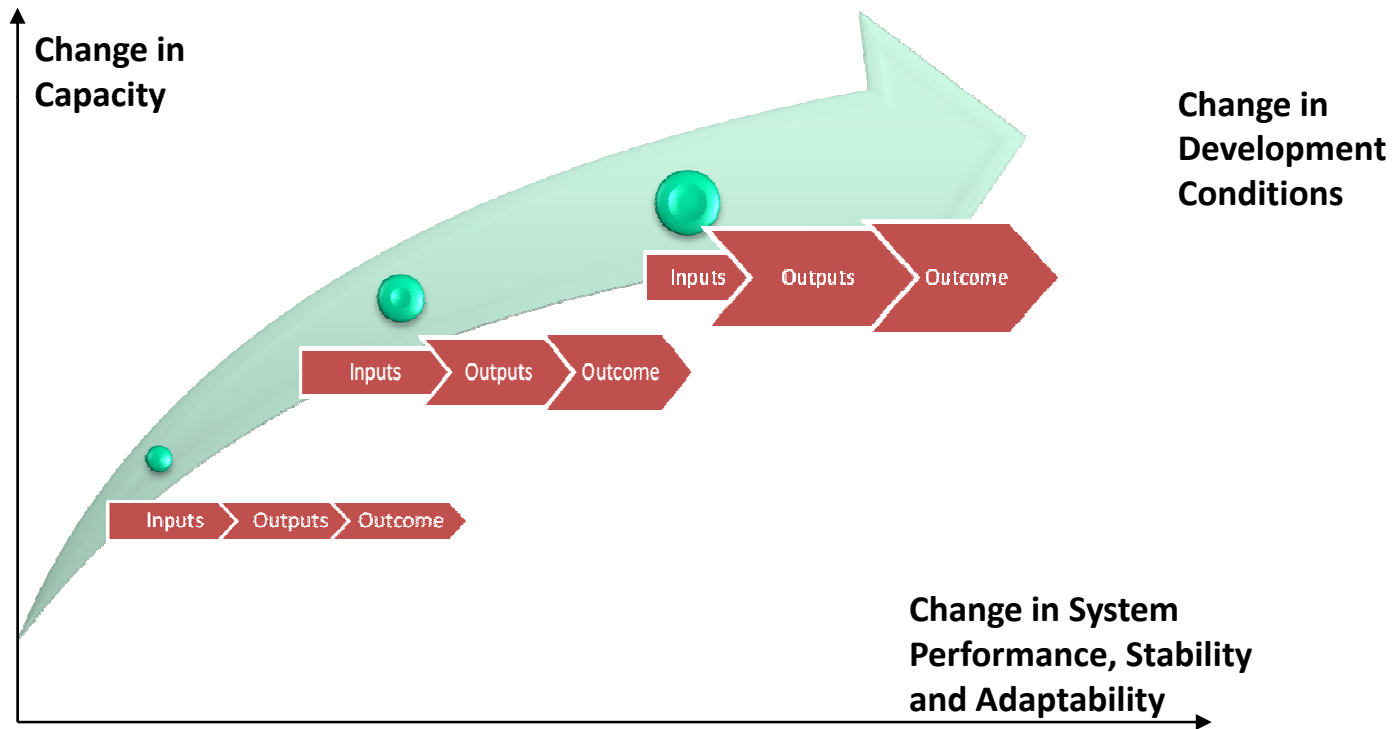 Change in
Capacity
Change in
Development
Conditions
Inputs
Outputs
Outcome
Inputs
Outputs
Outcome
Inputs
Outputs
Outcome
Change in System
Performance, Stability
and Adaptability